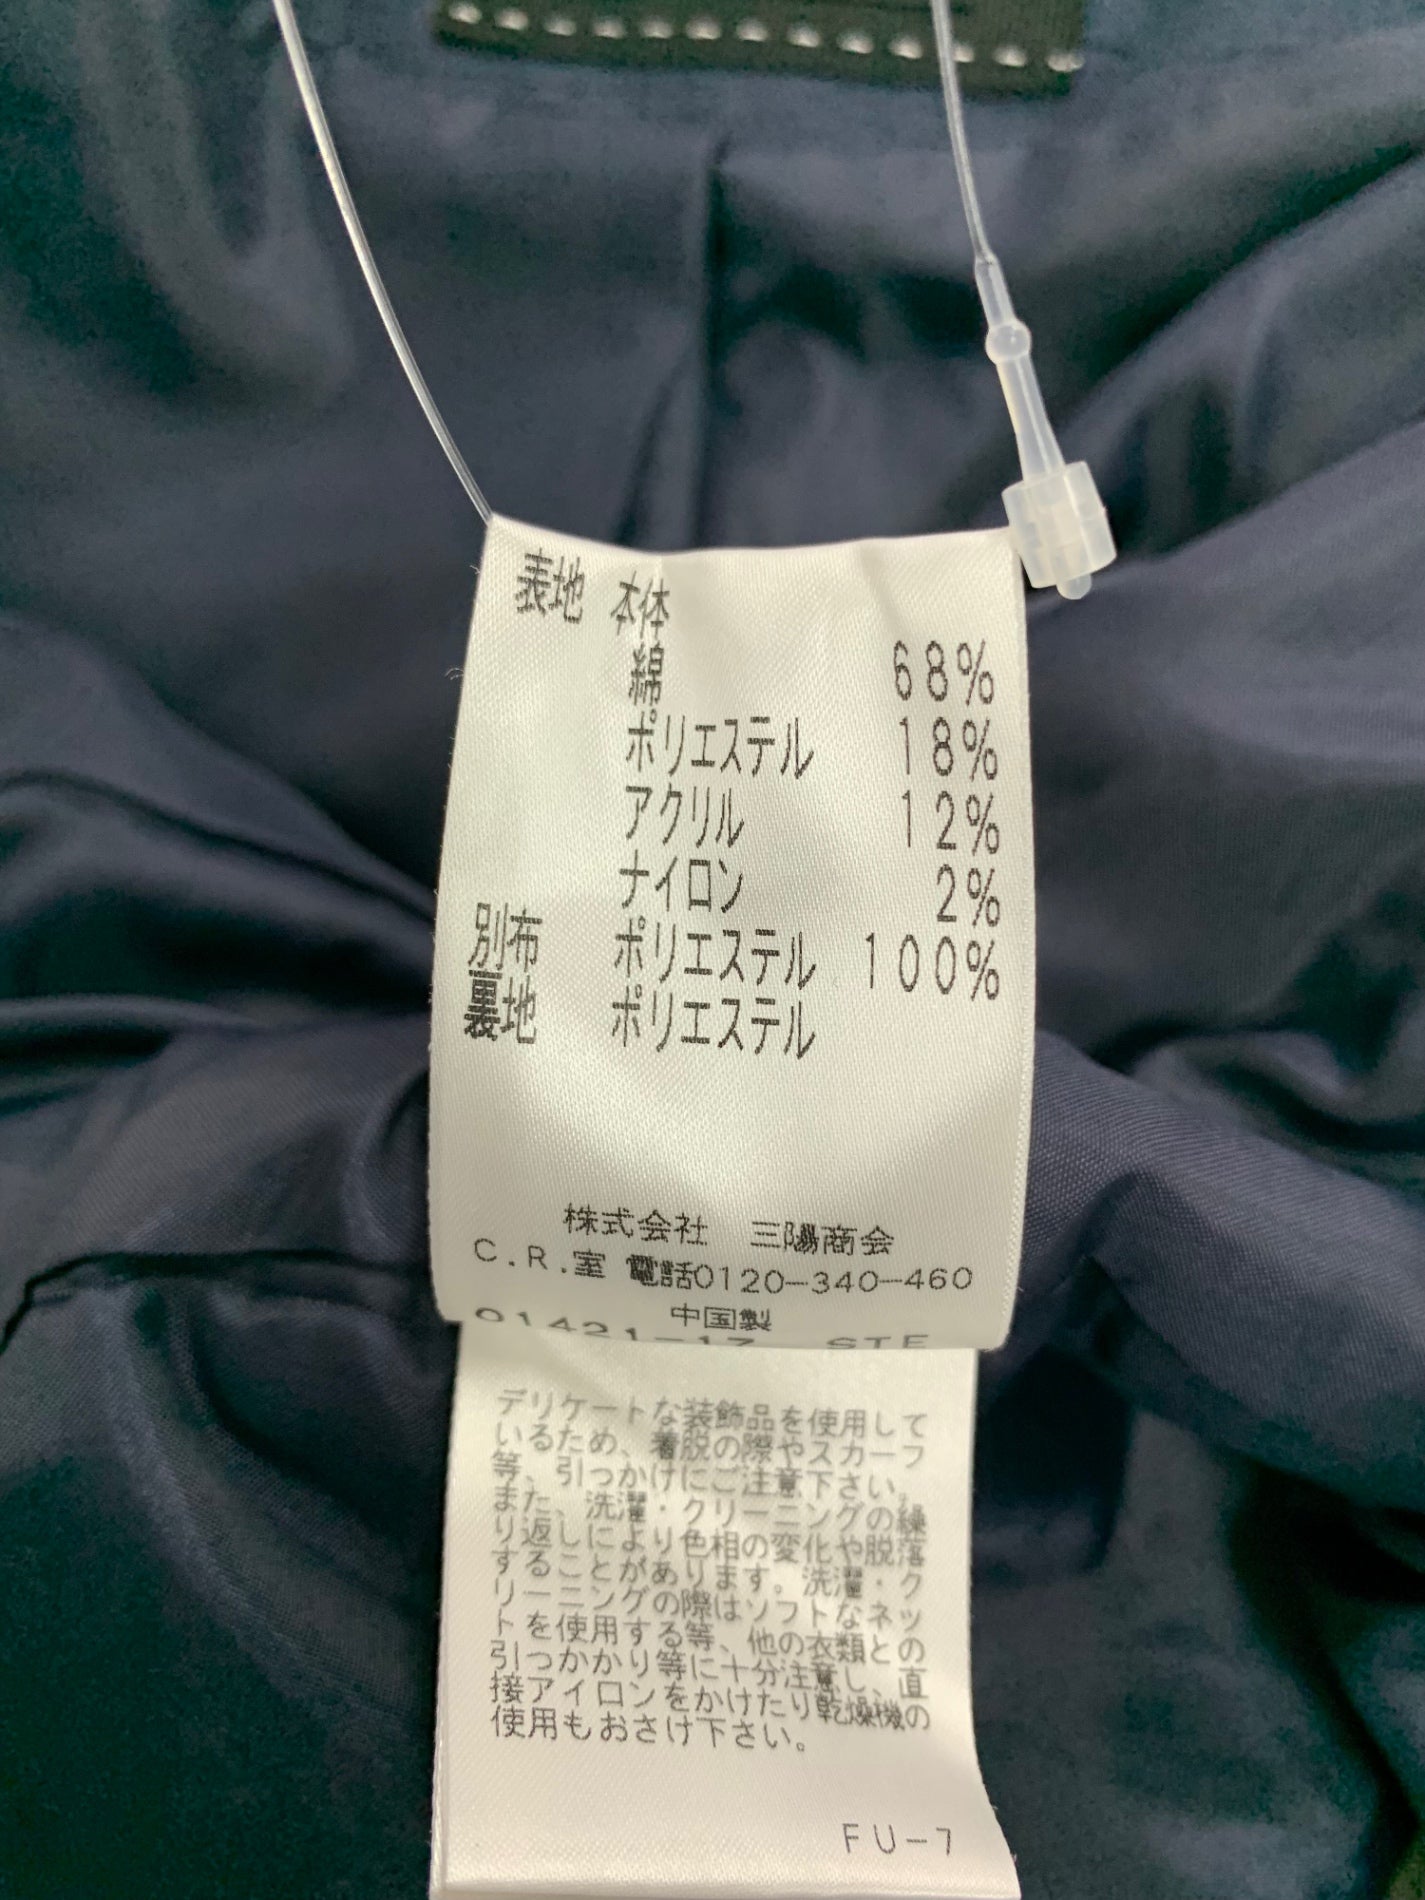 表地 本体
綿 68%
ポリエステル 18%
アクリル 12%
ナイロン 2%
別布 ポリエステル 100%
裏地 ポリエステル
株式会社 三陽商会
C.R.室 電話0120-340-460
中国製
01421-17 STE
デリケートな装飾品を使用して
いるため、着脱の際やスカーフ
等、引っかけにご注意下さい。
また、洗濯・クリーニングの繰
り返しにより色相の変化や脱落
することがあります。洗濯・ク
リーニングの際はソフトなネッ
トを使用する等、他の衣類との
引っかかり等に十分注意し、直
接アイロンをかけたり乾燥機の
使用もおさけ下さい。
FU-7